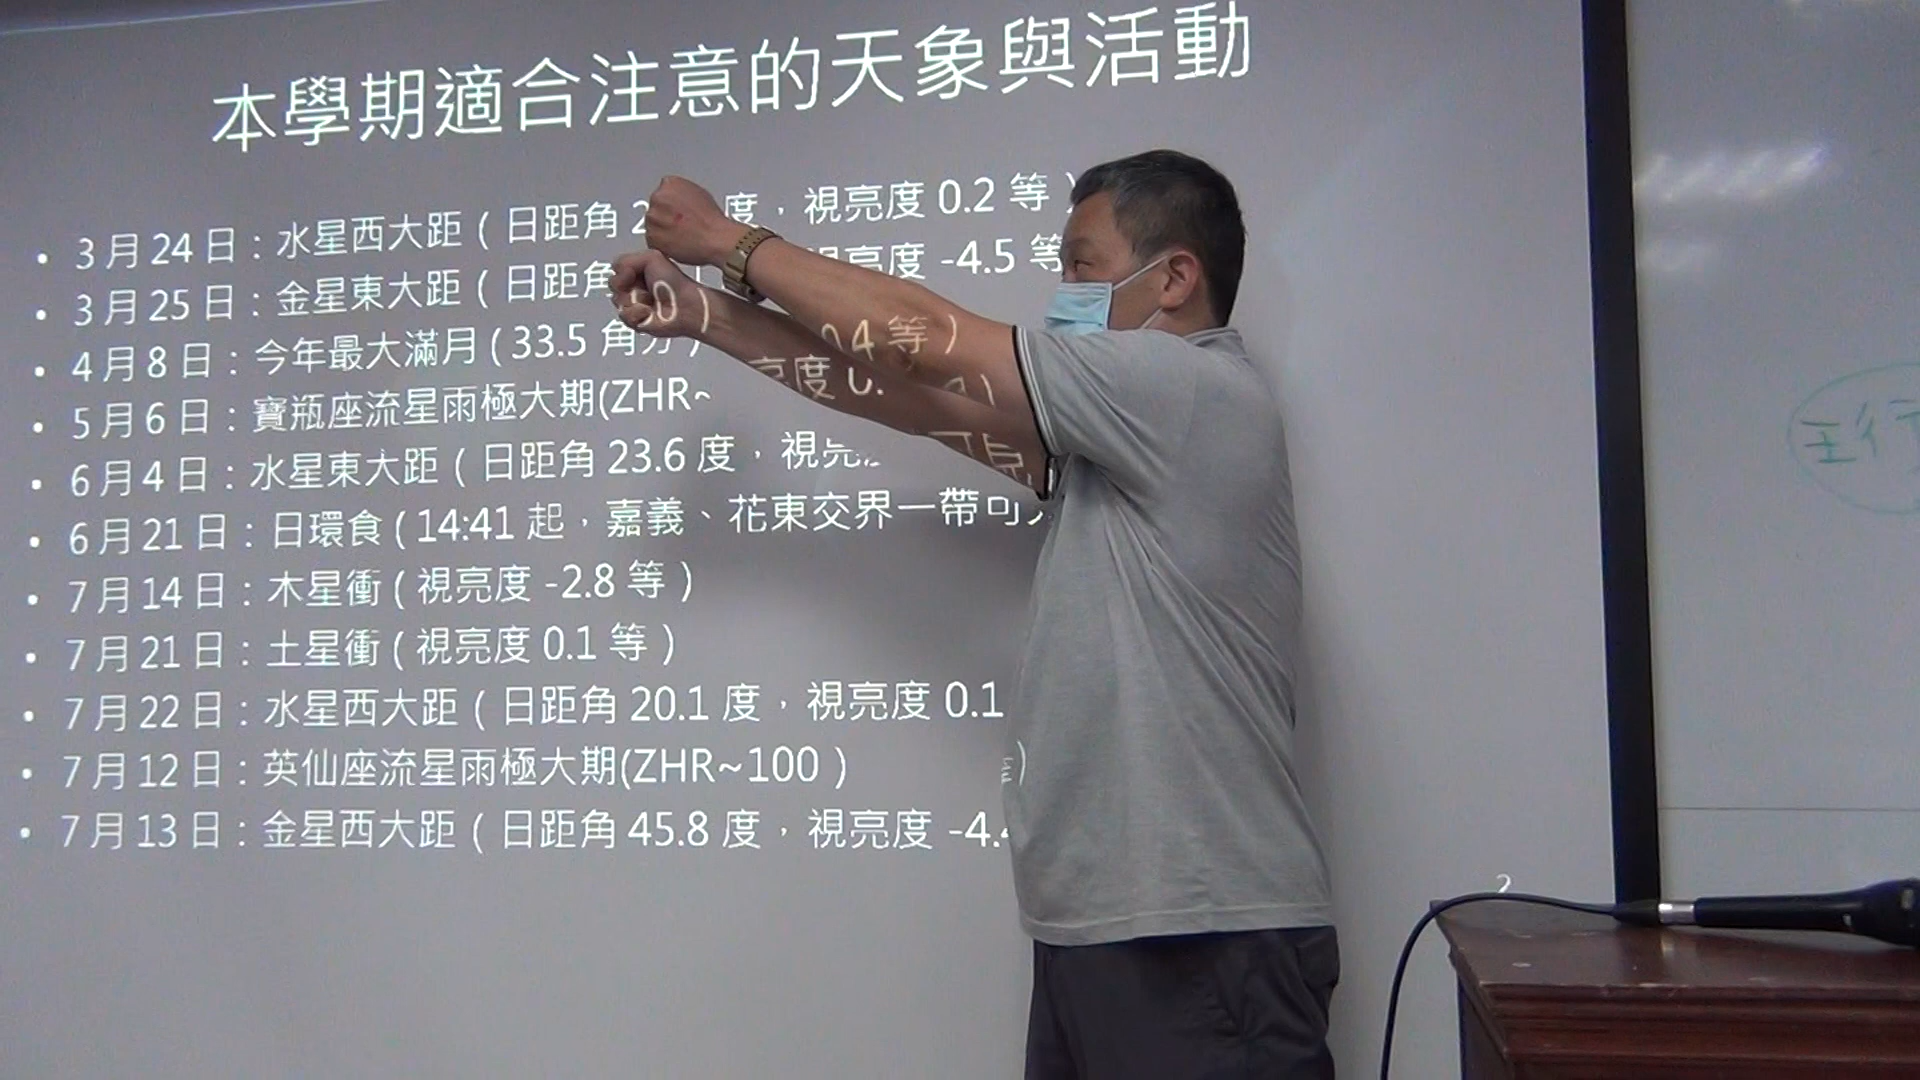 本學期適合注意的天象與活動
• 3月24日：水星西大距（日距角 2 度，視亮度 0.2 等）
• 3月25日：金星東大距（日距角 視亮度 -4.5 等
• 4月8日：今年最大滿月 (33.5 角分)
• 5月6日：寶瓶座流星雨極大期(ZHR~ 50 )
• 6月4日：水星東大距（日距角 23.6 度，視亮度 0.4 等）
• 6月21日：日環食 ( 14:41 起，嘉義、花東交界一帶可
• 7月14日：木星衝 ( 視亮度 -2.8 等 )
• 7月21日：土星衝 ( 視亮度 0.1 等 )
• 7月22日：水星西大距（日距角 20.1 度，視亮度 0.1
• 7月12日：英仙座流星雨極大期(ZHR~100 )
• 7月13日：金星西大距（日距角 45.8 度，視亮度 -4.4
2